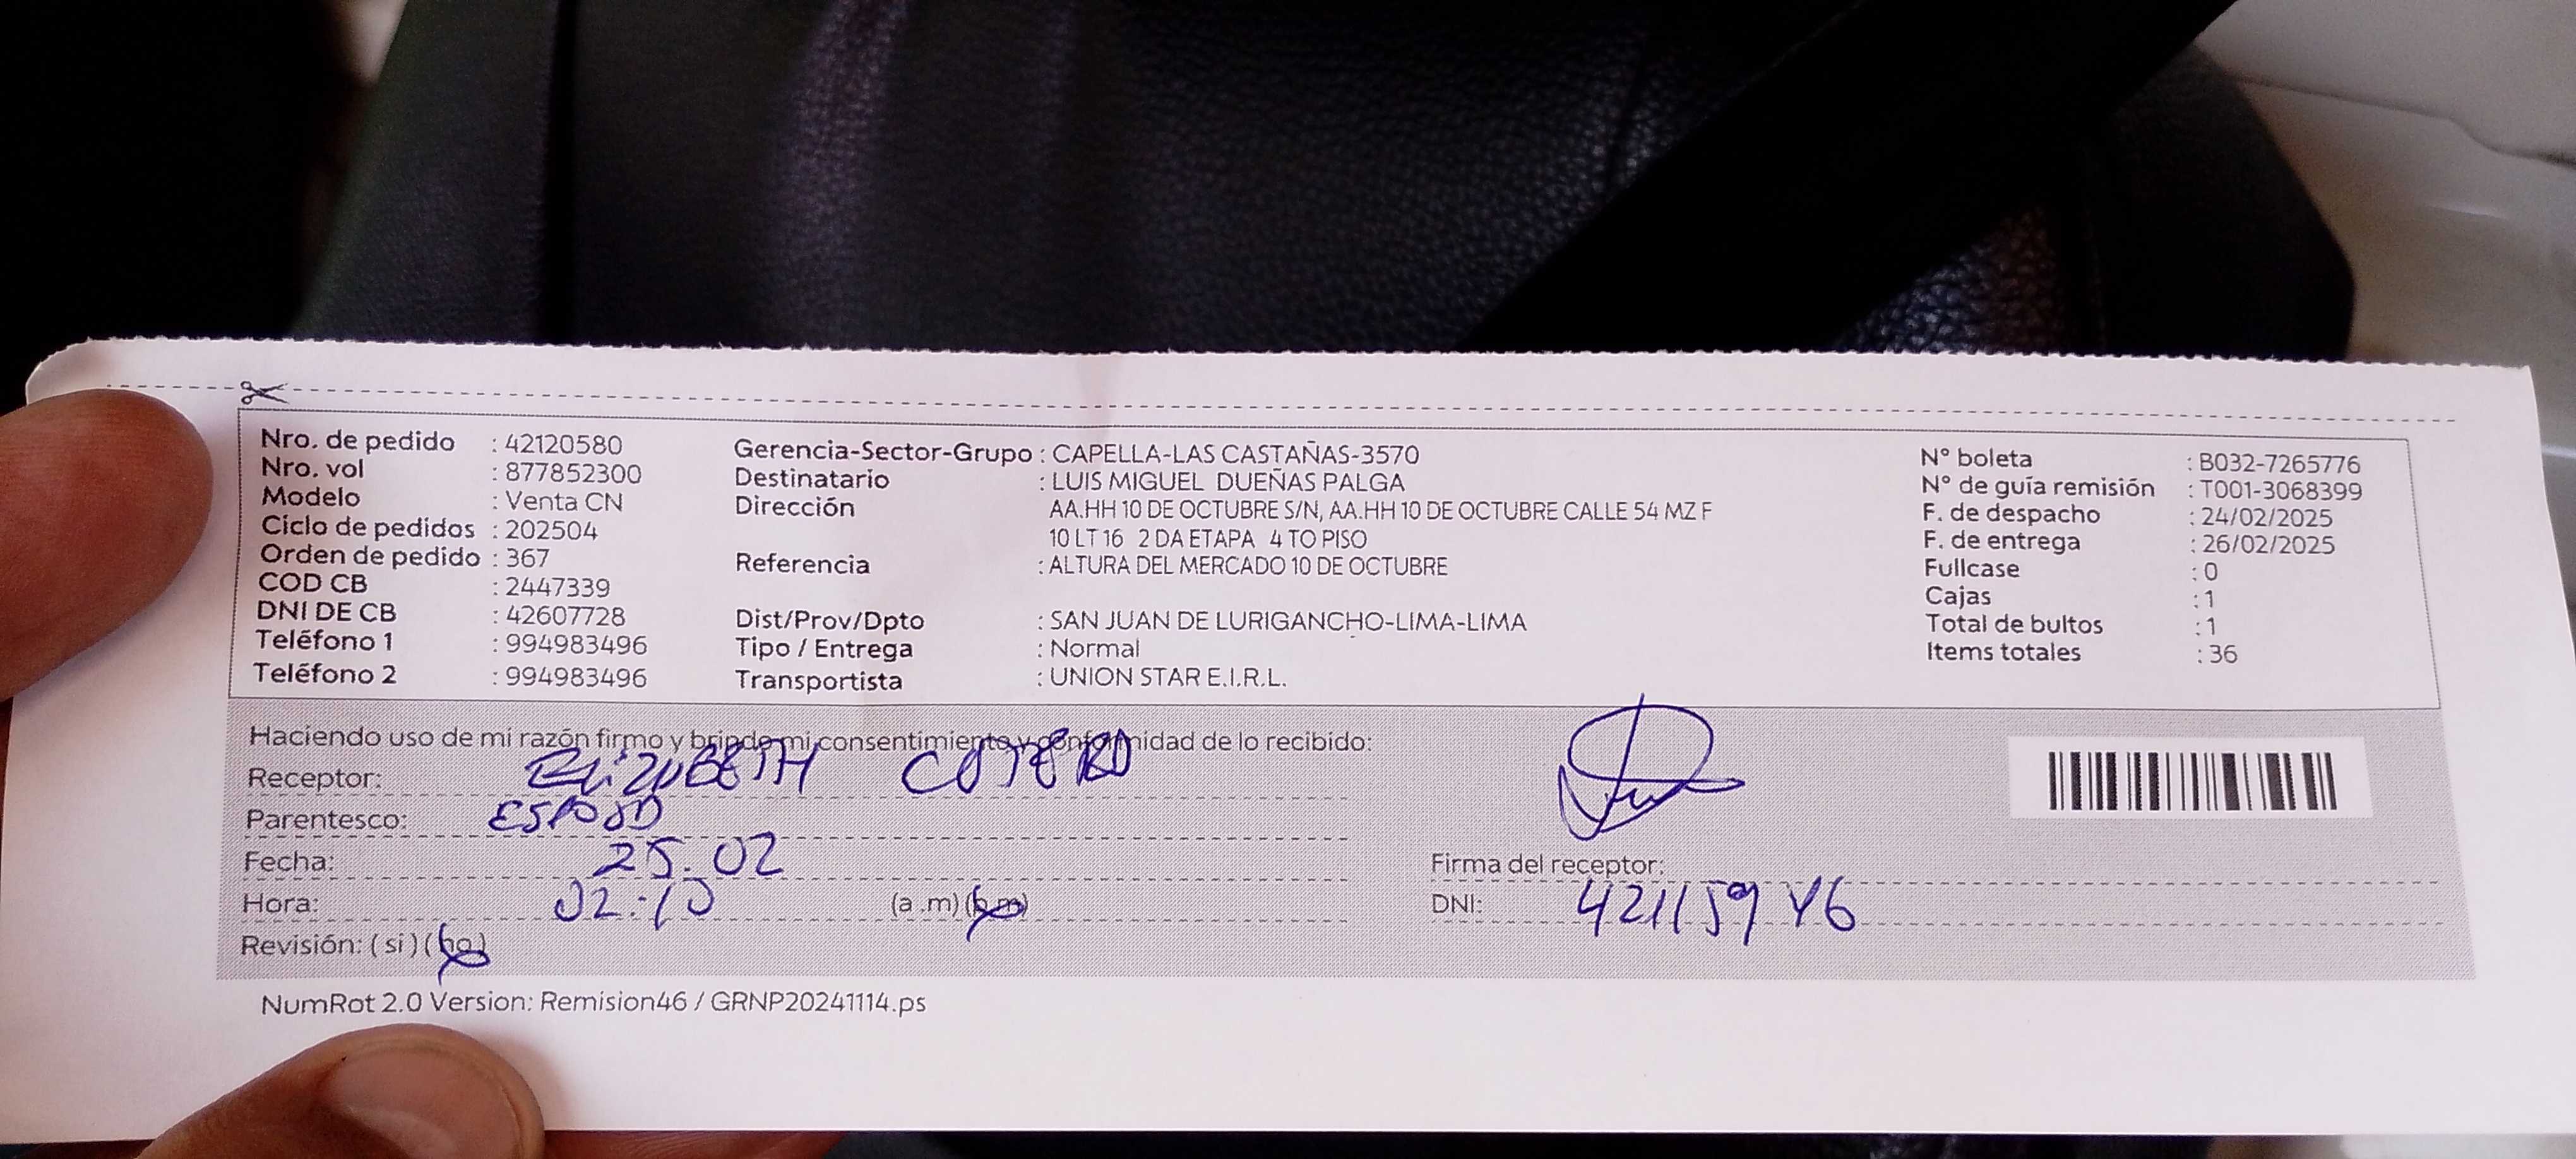 Nro. de pedido : 42120580
Nro. vol : 877852300
Modelo : Venta CN
Ciclo de pedidos : 202504
Orden de pedido : 367
COD CB : 2447339
DNI DE CB : 42607728
Teléfono 1 : 994983496
Teléfono 2 : 994983496
Gerencia-Sector-Grupo : CAPELLA-LAS CASTAÑAS-3570
Destinatario : LUIS MIGUEL DUEÑAS PALGA
Dirección AA.HH 10 DE OCTUBRE S/N, AA.HH 10 DE OCTUBRE CALLE 54 MZ F
10 LT 16 2 DA ETAPA 4 TO PISO
Referencia : ALTURA DEL MERCADO 10 DE OCTUBRE
Dist/Prov/Dpto : SAN JUAN DE LURIGANCHO-LIMA-LIMA
Tipo / Entrega : Normal
Transportista : UNION STAR E.I.R.L.
N° boleta : B032-7265776
N° de guía remisión : T001-3068399
F. de despacho : 24/02/2025
F. de entrega : 26/02/2025
Fullcase : 0
Cajas : 1
Total de bultos : 1
Items totales : 36
Haciendo uso de mi razón firmo y brindo mi consentimiento y conformidad de lo recibido:
Receptor: ELizABETH
Parentesco: ESPOSO
Fecha: 25.02
Hora: 02:10 (a .m) (p.m)
Revisión: ( si ) ( no )
Firma del receptor:
DNI:
NumRot 2.0 Version: Remision46 / GRNP20241114.ps